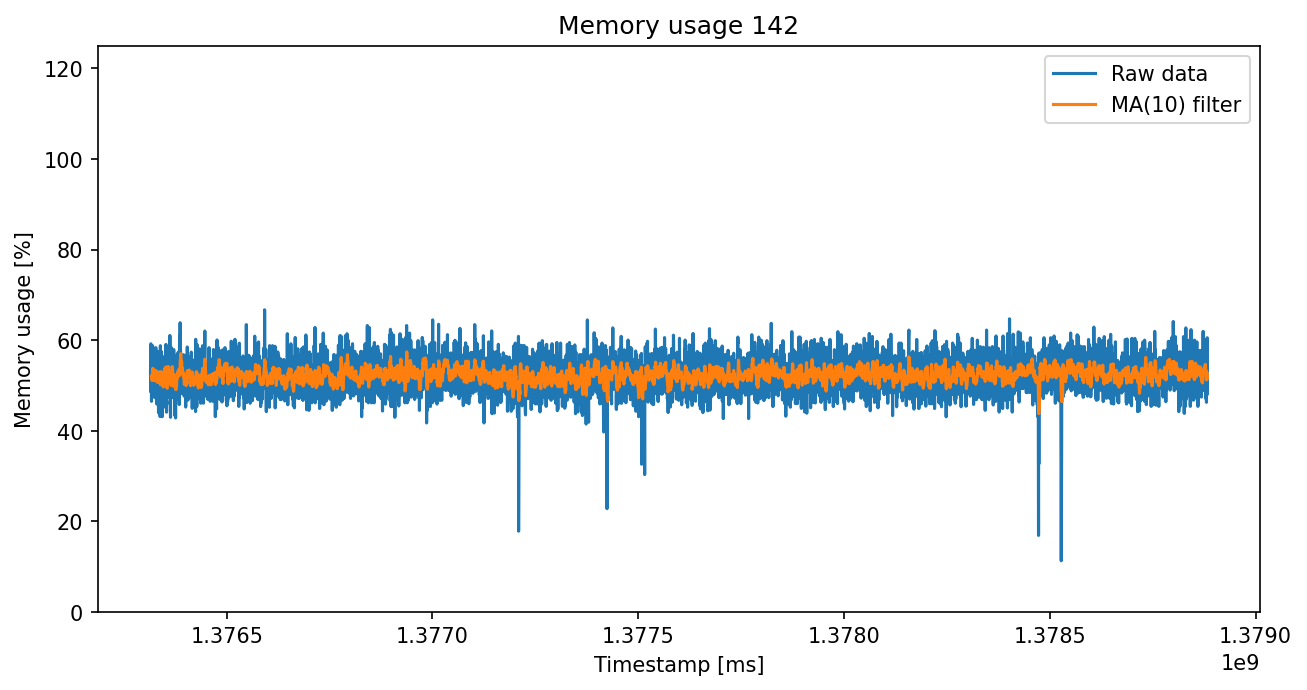 Memory usage 142
Raw data
MA(10) filter
Memory usage [%]
120
100
80
60
40
20
0
1.3765 1.3770 1.3775 1.3780 1.3785 1.3790
1e9
Timestamp [ms]